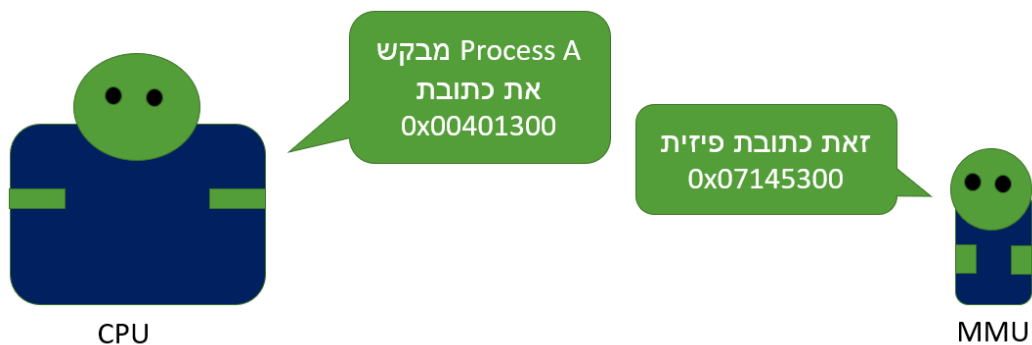 Process A מבקש
את כתובת
0x00401300
זאת כתובת פיזית
0x07145300
CPU
MMU